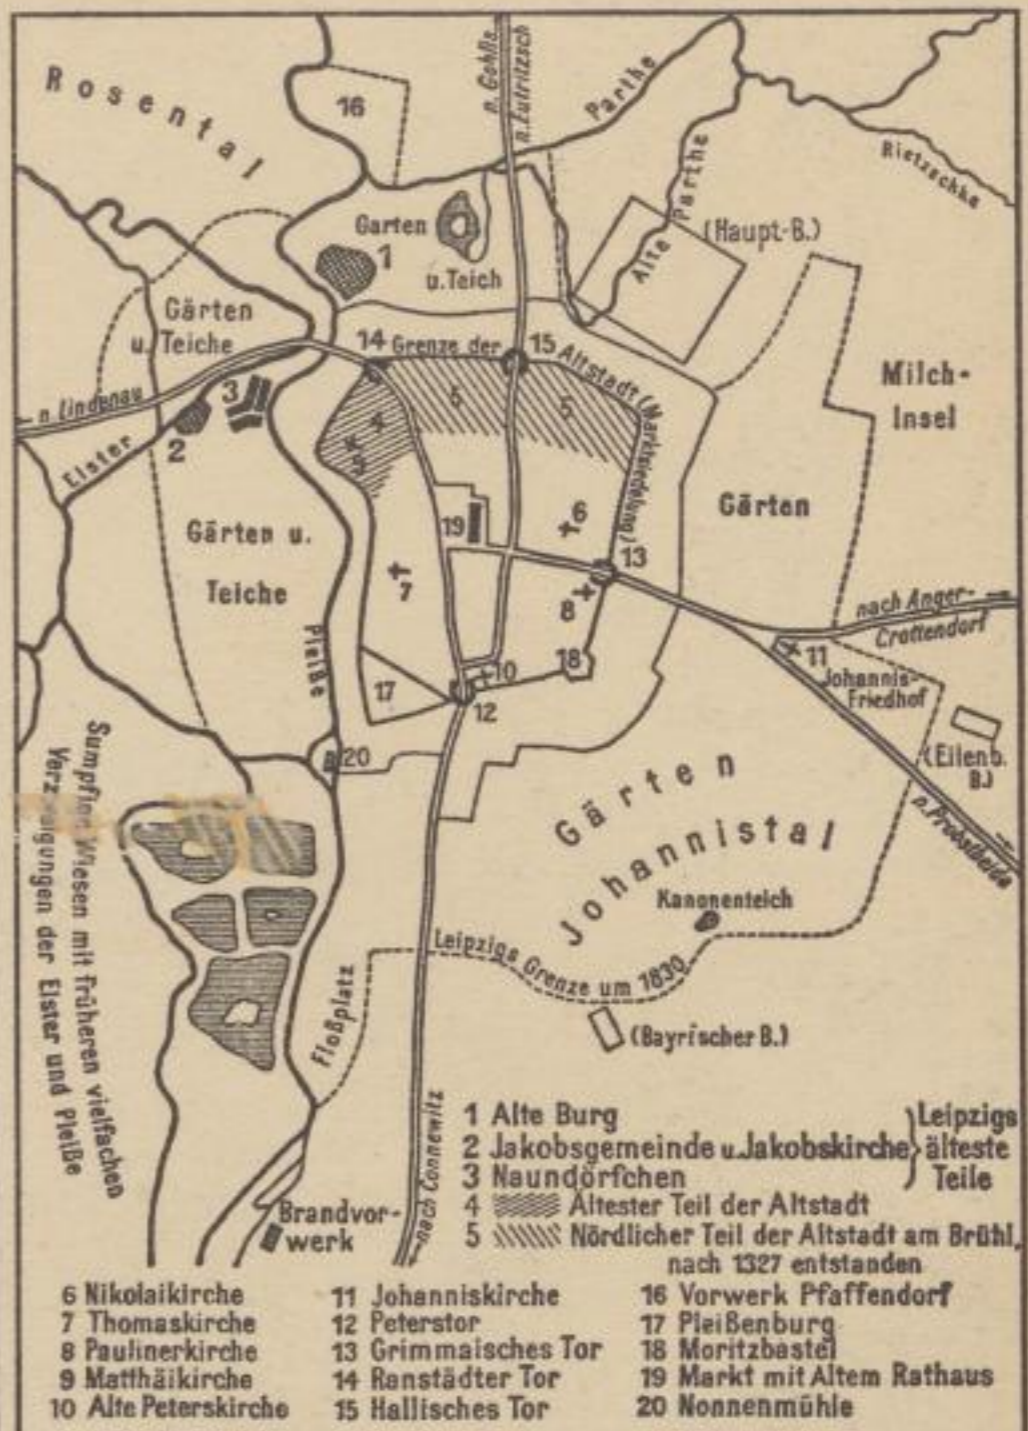 Rosental
16
n. Gohlis
n. Eutritzsch
Parthe
Rietzschke
Alte Parthe
(Haupt-B.)
Garten
u. Teich
1
Gärten
u. Teiche
14
Grenze der
15
Altstadt (Marktsiedelung)
Milch-
Insel
n. Lindenau
3
2
Elster
4
5
5
9
6
19
Gärten
Gärten u.
Teiche
7
13
8
nach Anger-
Crottendorf
11
Johannis-
Friedhof
Pleiße
17
10
18
12
20
(Eilenb.
B.)
n. Probstheida
Sumpfige Wiesen mit früheren vielfachen
Verzweigungen der Elster und Pleiße
Gärten
Johannistal
Kanonenteich
Leipzigs Grenze um 1830
Floßplatz
(Bayrischer B.)
nach Connewitz
Brandvor-
werk
1 Alte Burg
2 Jakobsgemeinde u. Jakobskirche
3 Naundörfchen
Leipzigs
älteste
Teile
4 Ältester Teil der Altstadt
5 Nördlicher Teil der Altstadt am Brühl,
nach 1327 entstanden
6 Nikolaikirche
7 Thomaskirche
8 Paulinerkirche
9 Matthäikirche
10 Alte Peterskirche
11 Johanniskirche
12 Peterstor
13 Grimmaisches Tor
14 Ranstädter Tor
15 Hallisches Tor
16 Vorwerk Pfaffendorf
17 Pleißenburg
18 Moritzbastei
19 Markt mit Altem Rathaus
20 Nonnenmühle